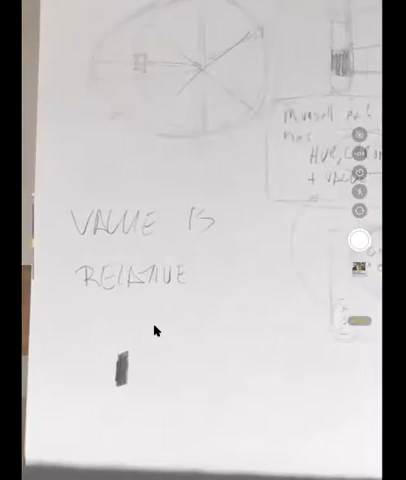 Munsell
HUE,
+ VALUE
VALUE IS
RELATIVE